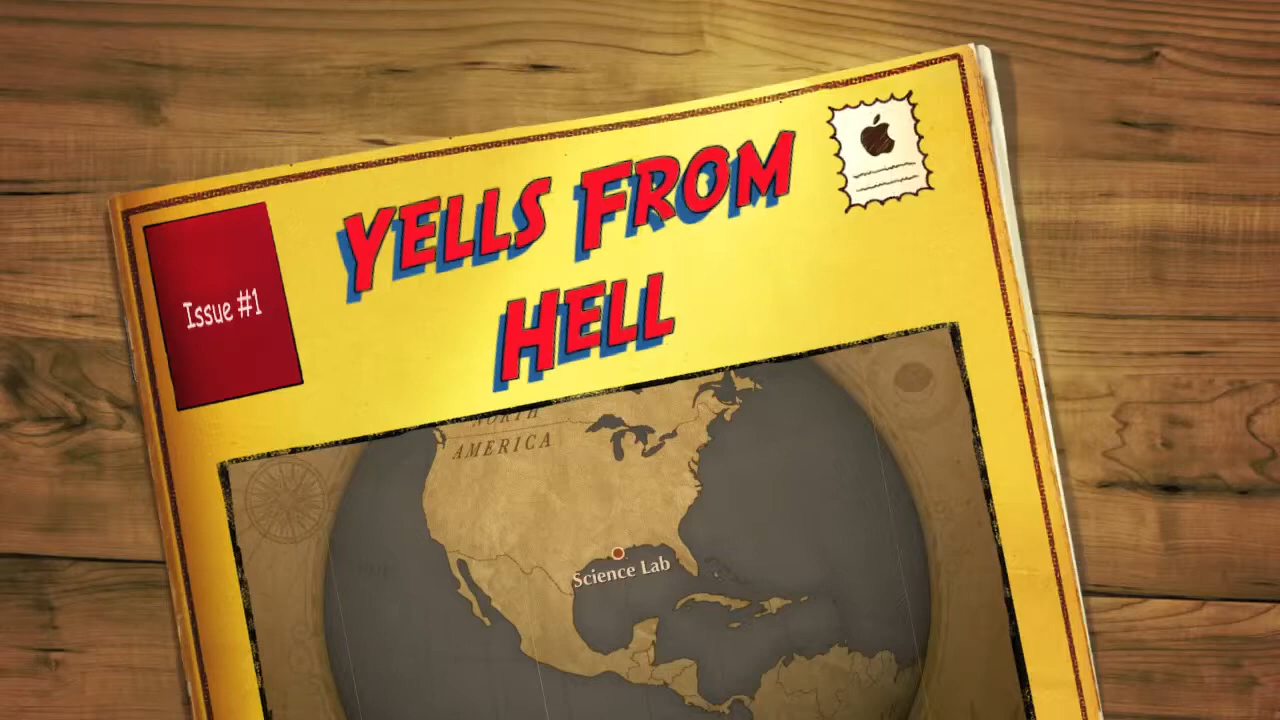 Issue #1
YELLS FROM
HELL
NORTH
AMERICA
Science Lab